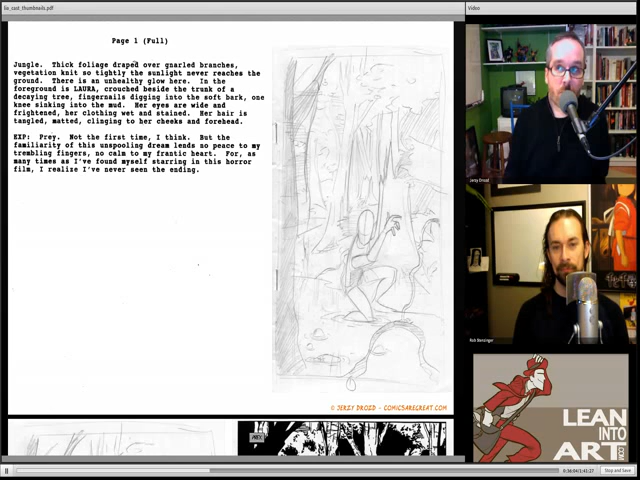 lia_cast_thumbnails.pdf
Video
Page 1 (Full)
Jungle.  Thick foliage draped over gnarled branches,
vegetation knit so tightly the sunlight never reaches the
ground.  There is an unhealthy glow here.  In the
foreground is LAURA, crouched beside the trunk of a
decaying tree, fingernails digging into the soft bark, one
knee sinking into the mud.  Her eyes are wide and
frightened, her clothing wet and stained.  Her hair is
tangled, matted, clinging to her cheeks and forehead.
EXP:  Prey.  Not the first time, I think.  But the
familiarity of this unspooling dream lends no peace to my
trembling fingers, no calm to my frantic heart.  For, as
many times as I've found myself starring in this horror
film, I realize I've never seen the ending.
© JERZY DROZD - COMICSAREGREAT.COM
Jerzy Drozd
Rob Stenzinger
LEAN
INTO
ART.COM
0:36:04/1:41:27
Stop and Save